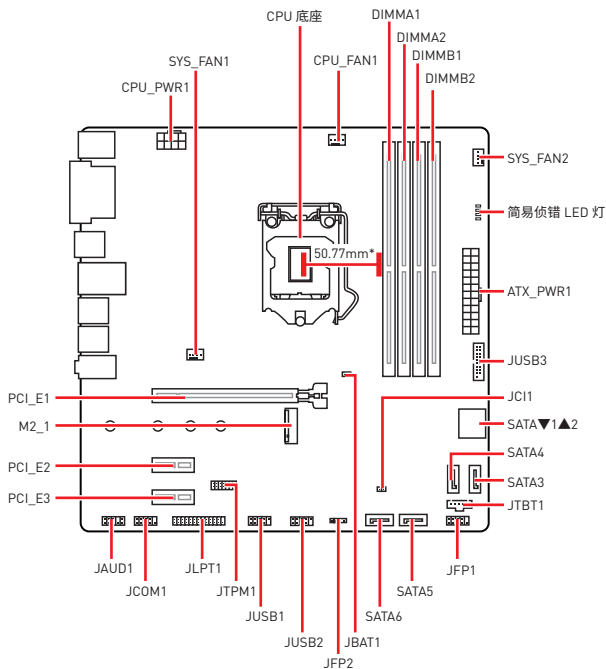 CPU 底座
DIMMA1
DIMMA2
SYS_FAN1
CPU_FAN1
DIMMB1
CPU_PWR1
DIMMB2
SYS_FAN2
简易侦错 LED 灯
50.77mm*
ATX_PWR1
JUSB3
PCI_E1
JCI1
M2_1
SATA▼1▲2
SATA4
PCI_E2
SATA3
PCI_E3
JTBT1
JAUD1
JLPT1
JTPM1
SATA5
JFP1
JCOM1
JUSB1
SATA6
JUSB2
JBAT1
JFP2